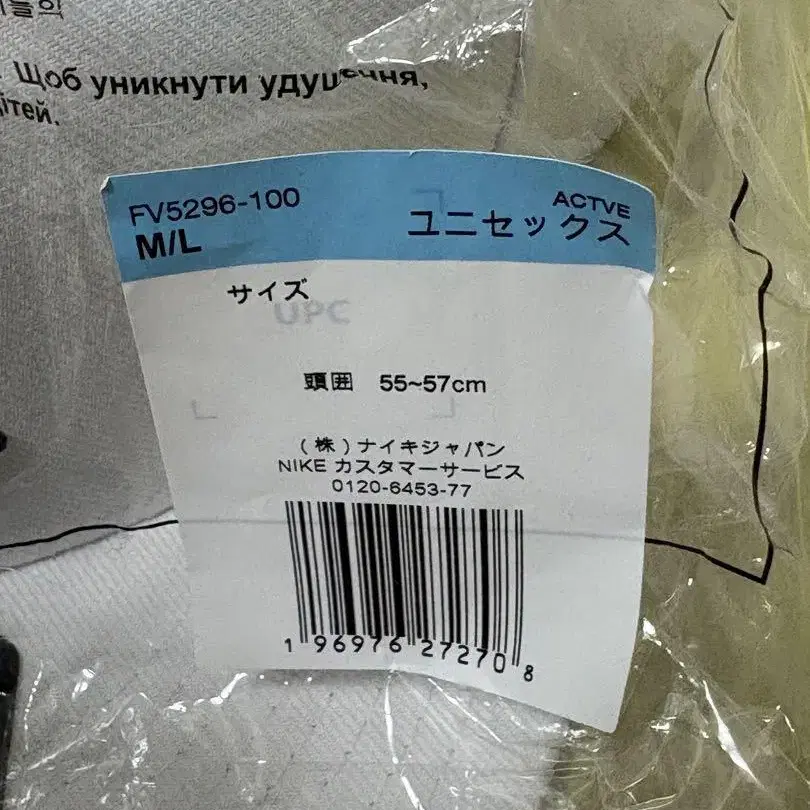 . Щоб уникнути удушення,
ітей.
FV5296-100
ACTVE
M/L
ユニセックス
サイズ
UPC
頭囲 55~57cm
(株)ナイキジャパン
NIKE カスタマーサービス
0120-6453-77
1 96976 27270 8